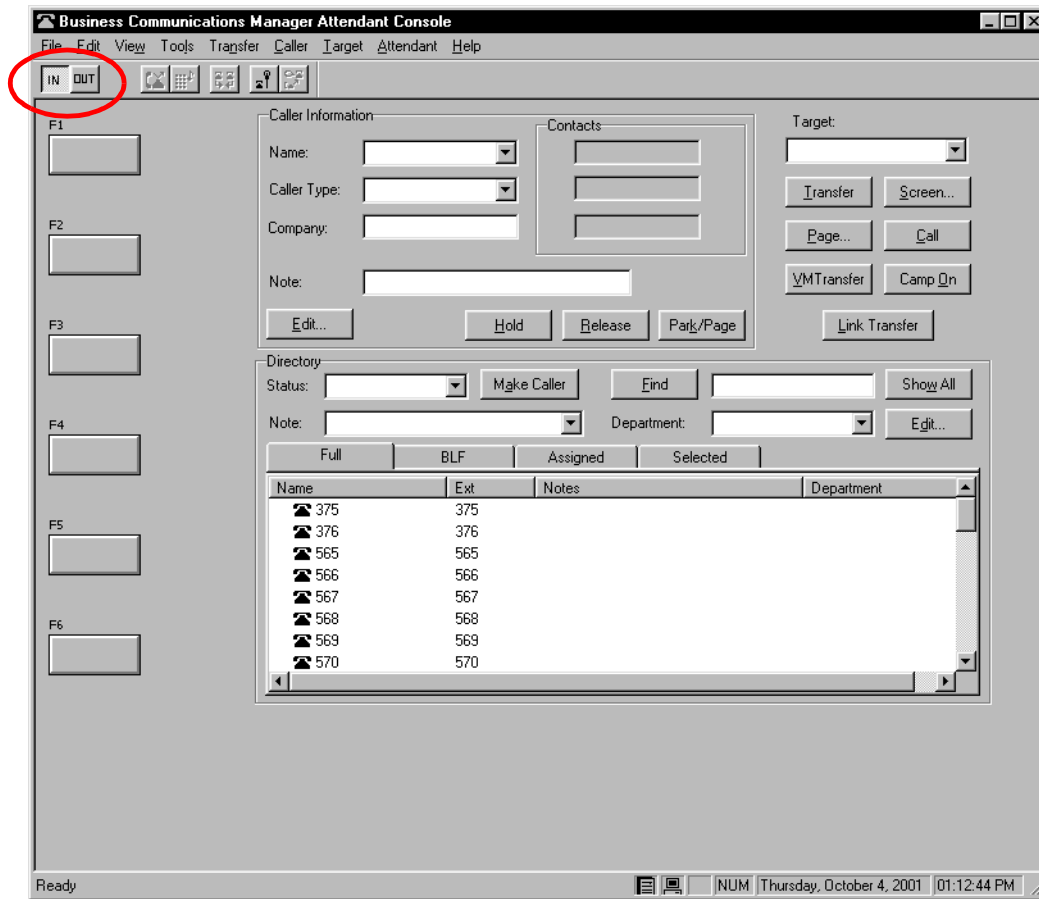 Business Communications Manager Attendant Console
File Edit View Tools Transfer Caller Target Attendant Help
IN OUT
F1
F2
F3
F4
F5
F6
Caller Information
Name:
Caller Type:
Company:
Note:
Contacts
Edit... Hold Release Park/Page
Target:
Transfer Screen...
Page... Call
VMTransfer Camp On
Link Transfer
Directory
Status: Make Caller Find Show All
Note: Department: Edit...
Full BLF Assigned Selected
Name Ext Notes Department
375 375
376 376
565 565
566 566
567 567
568 568
569 569
570 570
Ready NUM Thursday, October 4, 2001 01:12:44 PM